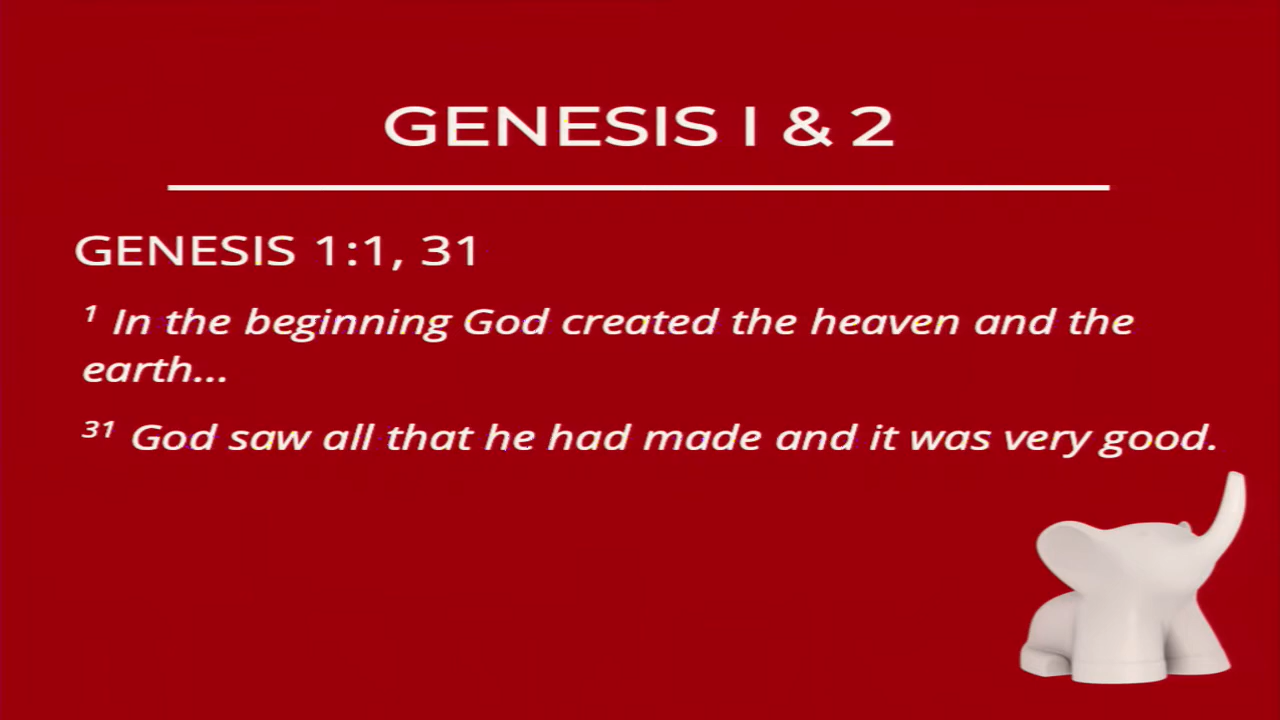 GENESIS I & 2
GENESIS 1:1, 31
¹ In the beginning God created the heaven and the
earth...
³¹ God saw all that he had made and it was very good.